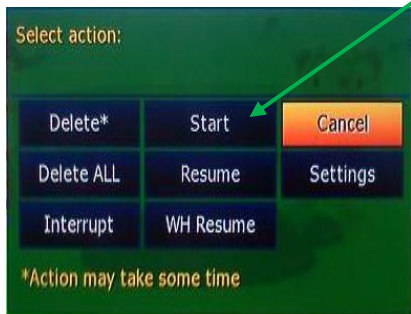 Select action:
Delete* Start Cancel
Delete ALL Resume Settings
Interrupt WH Resume
*Action may take some time